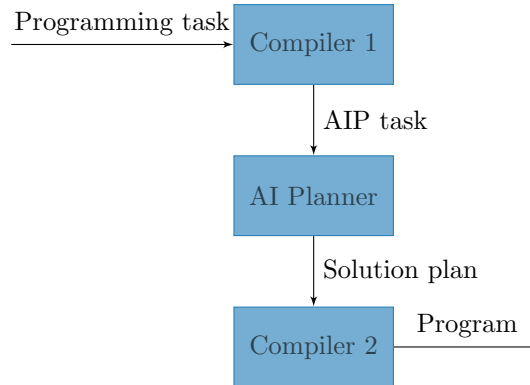 Programming task
Compiler 1
AIP task
AI Planner
Solution plan
Compiler 2
Program